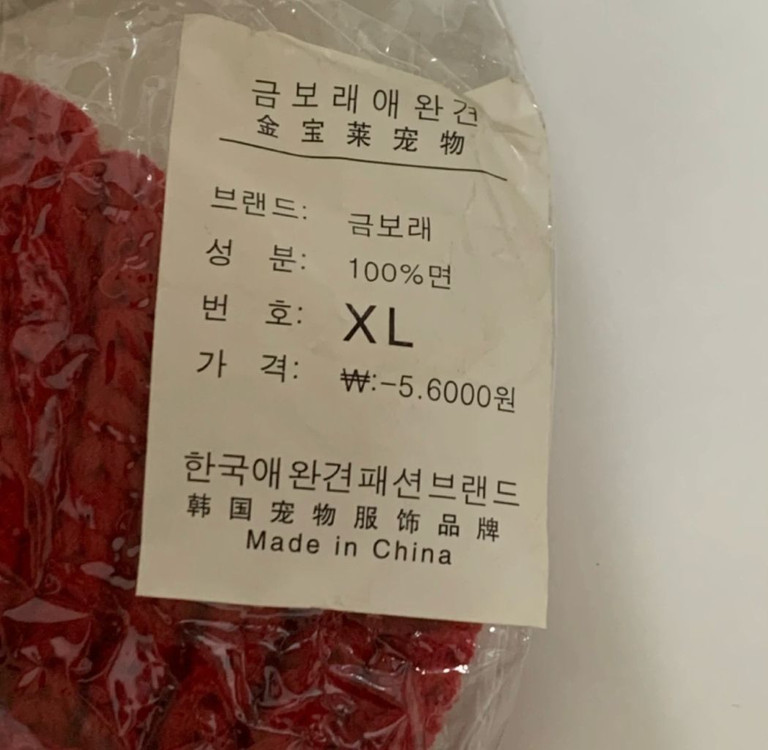 금보래애완견
金宝莱宠物
브랜드: 금보래
성 분: 100%면
번 호: XL
가 격: ₩:-5.6000원
한국애완견패션브랜드
韩国宠物服饰品牌
Made in China